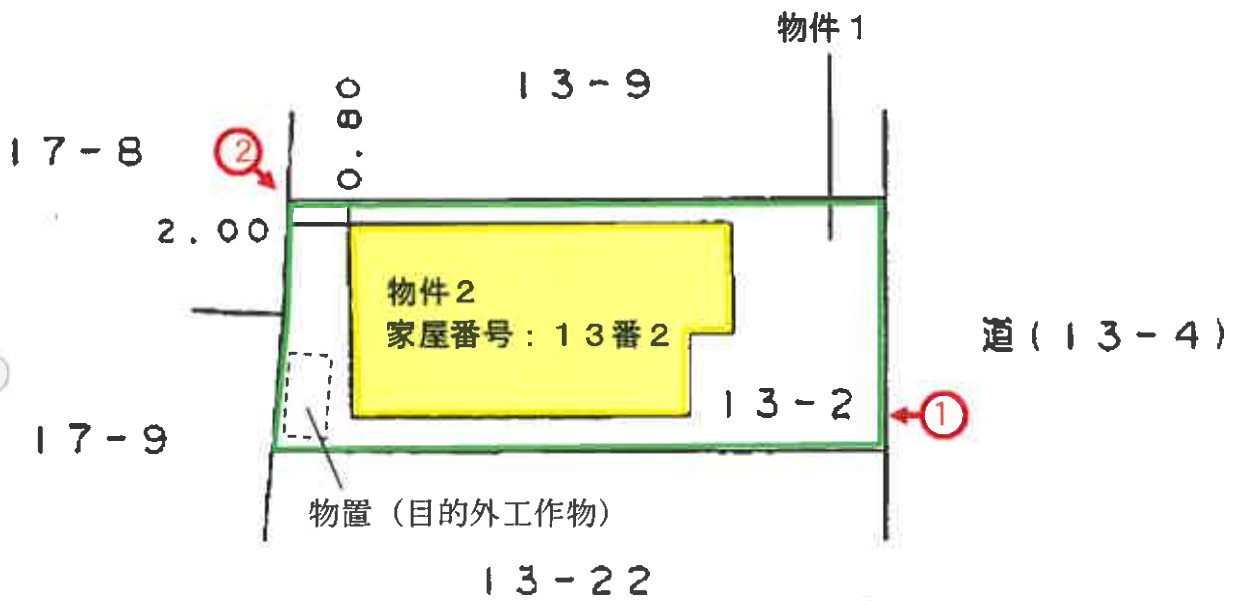 物件1
13-9
0.80
17-8
②
2.00
物件2
家屋番号：13番2
道(13-4)
13-2
①
17-9
物置（目的外工作物）
13-22